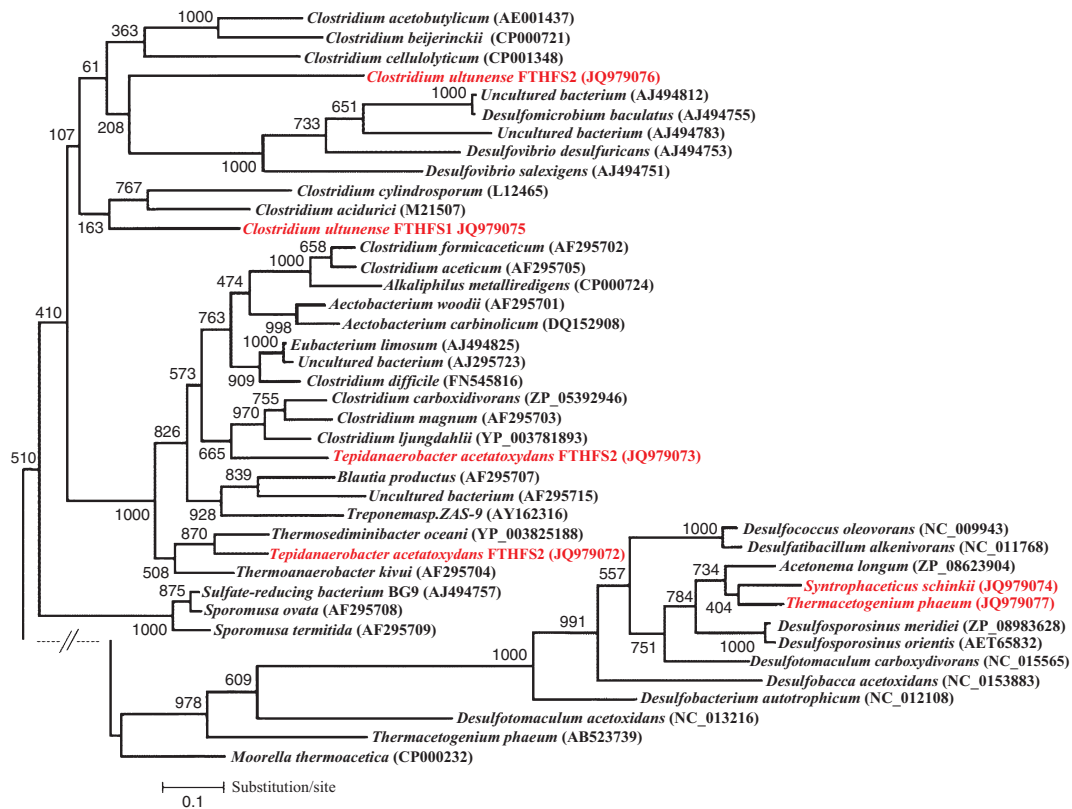 1000 Clostridium acetobutylicum (AE001437)
363 Clostridium beijerinckii (CP000721)
Clostridium cellulolyticum (CP001348)
61 Clostridium ultunense FTHFS2 (JQ979076)
1000 Uncultured bacterium (AJ494812)
651 Desulfomicrobium baculatus (AJ494755)
107 208 733 Uncultured bacterium (AJ494783)
Desulfovibrio desulfuricans (AJ494753)
1000 Desulfovibrio salexigens (AJ494751)
767 Clostridium cylindrosporum (L12465)
Clostridium acidurici (M21507)
163 Clostridium ultunense FTHFS1 JQ979075
658 Clostridium formicaceticum (AF295702)
1000 Clostridium aceticum (AF295705)
474 Alkaliphilus metalliredigens (CP000724)
Aectobacterium woodii (AF295701)
410 763 998 Aectobacterium carbinolicum (DQ152908)
1000 Eubacterium limosum (AJ494825)
Uncultured bacterium (AJ295723)
573 909 Clostridium difficile (FN545816)
755 Clostridium carboxidivorans (ZP_05392946)
970 Clostridium magnum (AF295703)
826 Clostridium ljungdahlii (YP_003781893)
665 Tepidanaerobacter acetatoxydans FTHFS2 (JQ979073)
510 839 Blautia productus (AF295707)
Uncultured bacterium (AF295715)
1000 928 Treponemasp.ZAS-9 (AY162316)
870 Thermosediminibacter oceani (YP_003825188)
Tepidanaerobacter acetatoxydans FTHFS2 (JQ979072)
508 Thermoanaerobacter kivui (AF295704)
875 Sulfate-reducing bacterium BG9 (AJ494757)
Sporomusa ovata (AF295708)
1000 Sporomusa termitida (AF295709)
1000 Desulfococcus oleovorans (NC_009943)
Desulfatibacillum alkenivorans (NC_011768)
557 734 Acetonema longum (ZP_08623904)
784 Syntrophaceticus schinkii (JQ979074)
404 Thermacetogenium phaeum (JQ979077)
991 Desulfosporosinus meridiei (ZP_08983628)
751 1000 Desulfosporosinus orientis (AET65832)
1000 Desulfotomaculum carboxydivorans (NC_015565)
Desulfobacca acetoxidans (NC_0153883)
609 Desulfobacterium autotrophicum (NC_012108)
978 Desulfotomaculum acetoxidans (NC_013216)
Thermacetogenium phaeum (AB523739)
Moorella thermoacetica (CP000232)
Substitution/site
0.1